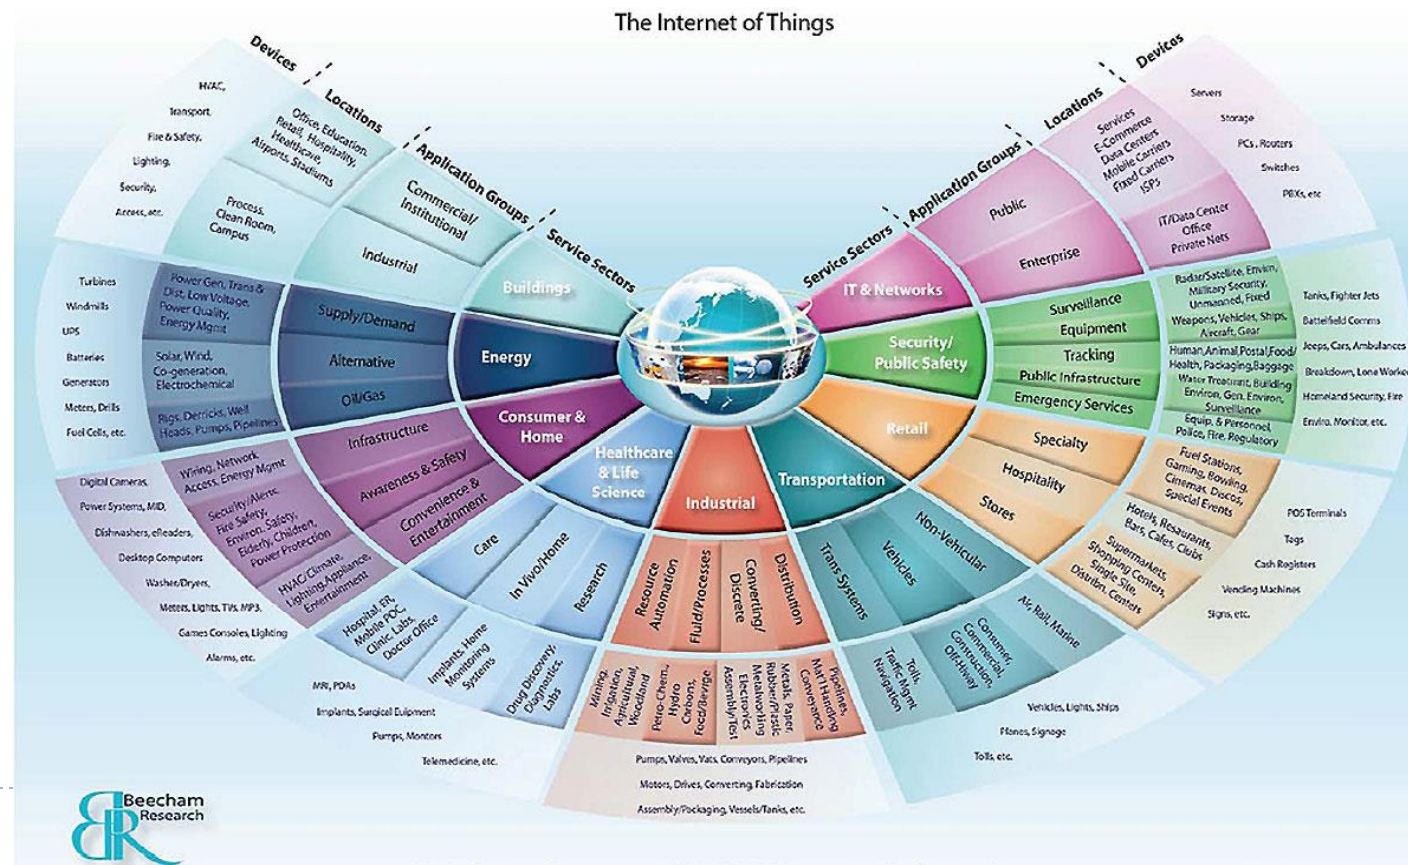 The Internet of Things
Devices
Locations
Application Groups
Service Sectors
Service Sectors
Application Groups
Locations
Devices
HVAC,
Transport,
Fire & Safety,
Lighting,
Security,
Access, etc.
Office, Education,
Retail, Hospitality,
Healthcare,
Airports, Stadiums
Process,
Clean Room,
Campus
Commercial/
Institutional
Industrial
Buildings
Turbines
Windmills
UPS
Batteries
Generators
Meters, Drills
Fuel Cells, etc.
Power Gen, Trans &
Dist, Low Voltage,
Power Quality,
Energy Mgmt
Solar, Wind,
Co-generation,
Electrochemical
Rigs, Derricks, Well
Heads, Pumps, Pipelines
Supply/Demand
Alternative
Oil/Gas
Energy
Digital Cameras,
Power Systems, MID,
Dishwashers, eReaders,
Desktop Computers
Washer/Dryers,
Meters, Lights, TVs, MP3,
Games Consoles, Lighting
Alarms, etc.
Wiring, Network
Access, Energy Mgmt
Security/Alerts
Fire Safety,
Environ. Safety,
Elderly, Children,
Power Protection
HVAC/Climate,
Lighting, Appliance,
Entertainment
Infrastructure
Awareness & Safety
Convenience &
Entertainment
Consumer &
Home
MRI, PDAs
Implants, Surgical Euipment
Pumps, Montors
Telemedicine, etc.
Hospital, ER,
Mobile POC,
Clinic, Labs,
Doctor Office
Implants, Home
Monitoring
Systems
Drug Discovery,
Diagnostics,
Labs
Care
In Vivo/Home
Research
Healthcare
& Life
Science
Industrial
Resource
Automation
Fluid/Processes
Converting/
Discrete
Distribution
Mining,
Irrigation,
Agricultural,
Woodland
Petro-Chem,
Hydro
Carbons,
Food/Bevrge
Metals, Paper,
Rubber/Plastic
Metalworking
Electronics
Assembly/Test
Pipelines,
Mat'l Handling
Conveyance
Pumps, Valves, Vats, Conveyors, Pipelines
Motors, Drives, Converting, Fabrication
Assembly/Packaging, Vessels/Tanks, etc.
Transportation
Trans Systems
Vehicles
Non-Vehicular
Tolls,
Traffic Mgmt
Navigation
Consumer,
Commercial,
Construction,
Off-Hiway
Air, Rail, Marine
Vehicles, Lights, Ships
Planes, Signage
Tolls, etc.
Retail
Specialty
Hospitality
Stores
Fuel Stations,
Gaming, Bowling,
Cinemas, Discos,
Special Events
Hotels, Resaurants,
Bars, Cafes, Clubs
Supermarkets,
Shopping Centers,
Single Site,
Distribn. Centers
POS Terminals
Tags
Cash Registers
Vending Machines
Signs, etc.
Security/
Public Safety
Surveillance
Equipment
Tracking
Public Infrastructure
Emergency Services
Radar/Satellite, Environ,
Military Security,
Unmanned, Fixed
Weapons, Vehicles, Ships,
Aircraft, Gear
Human,Animal,Postal,Food/
Health, Packaging,Baggage
Water Treatment, Building
Environ, Gen. Environ,
Surveillance
Equip. & Personnel,
Police, Fire, Regulatory
Tanks, Fighter Jets
Battelfield Comms
Jeeps, Cars, Ambulances
Breakdown, Lone Worker
Homeland Security, Fire
Enviro, Monitor, etc.
IT & Networks
Public
Enterprise
Services
E-Commerce
Data Centers
Mobile Carriers
Fixed Carriers
ISPs
IT/Data Center
Office
Private Nets
Servers
Storage
PCs, Routers
Switches
PBXs, etc
Beecham
Research
BR